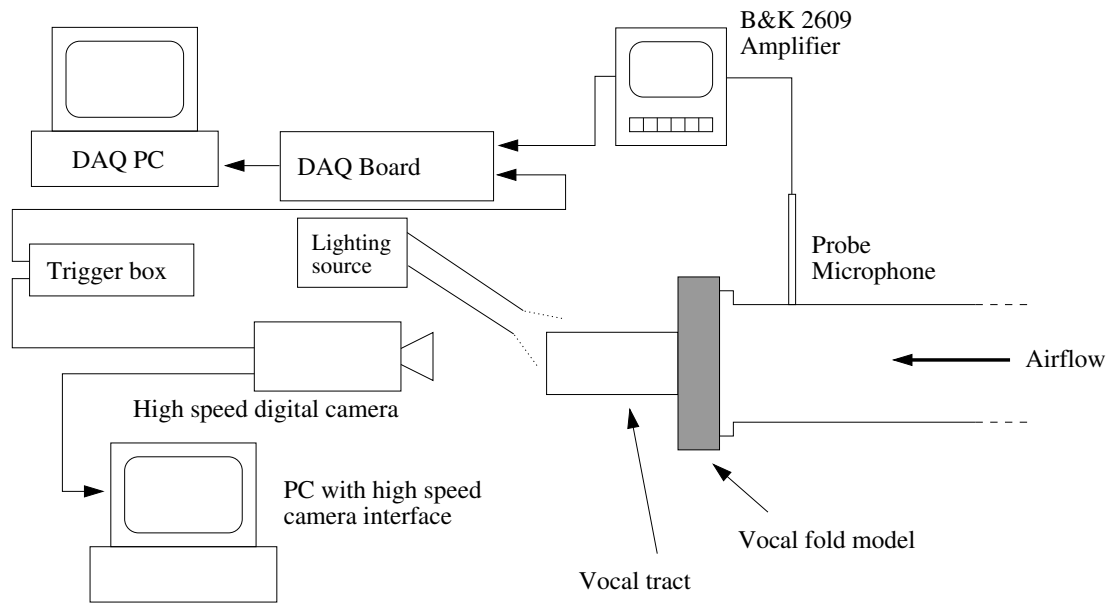 B&K 2609
Amplifier
DAQ PC
DAQ Board
Lighting
source
Probe
Microphone
Trigger box
Airflow
High speed digital camera
PC with high speed
camera interface
Vocal fold model
Vocal tract